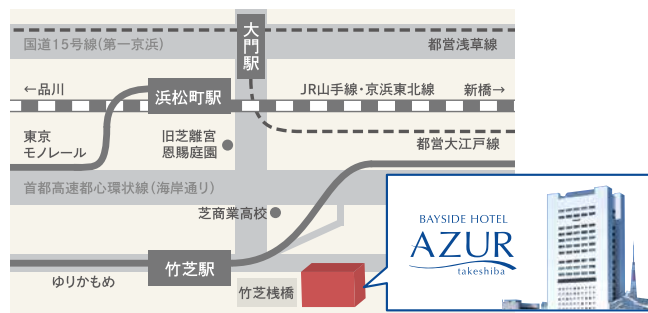 国道15号線(第一京浜)
大門駅
都営浅草線
←品川
浜松町駅
JR山手線・京浜東北線
新橋→
東京
モノレール
旧芝離宮
恩賜庭園
都営大江戸線
首都高速都心環状線(海岸通り)
芝商業高校
BAYSIDE HOTEL
AZUR
takeshiba
竹芝駅
ゆりかもめ
竹芝桟橋